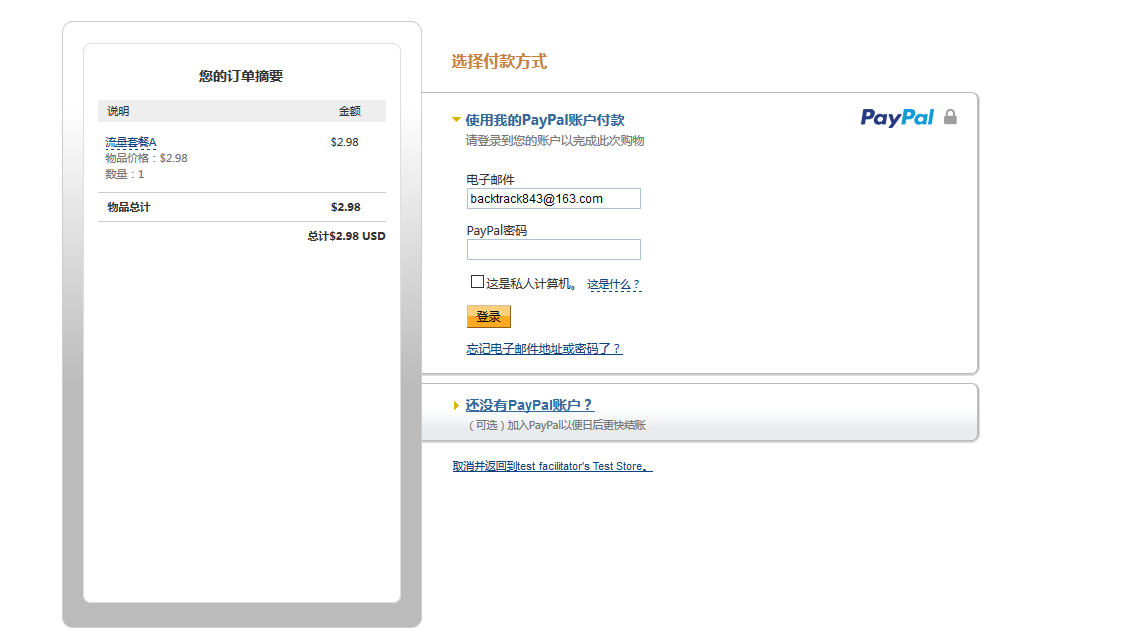 您的订单摘要
说明 金额
流量套餐A $2.98
物品价格：$2.98
数量：1
物品总计 $2.98
总计$2.98 USD
选择付款方式
使用我的PayPal账户付款 PayPal
请登录到您的账户以完成此次购物
电子邮件
backtrack843@163.com
PayPal密码
这是私人计算机。 这是什么？
登录
忘记电子邮件地址或密码了？
还没有PayPal账户？
（可选）加入PayPal以便日后更快结账
取消并返回到test facilitator's Test Store。